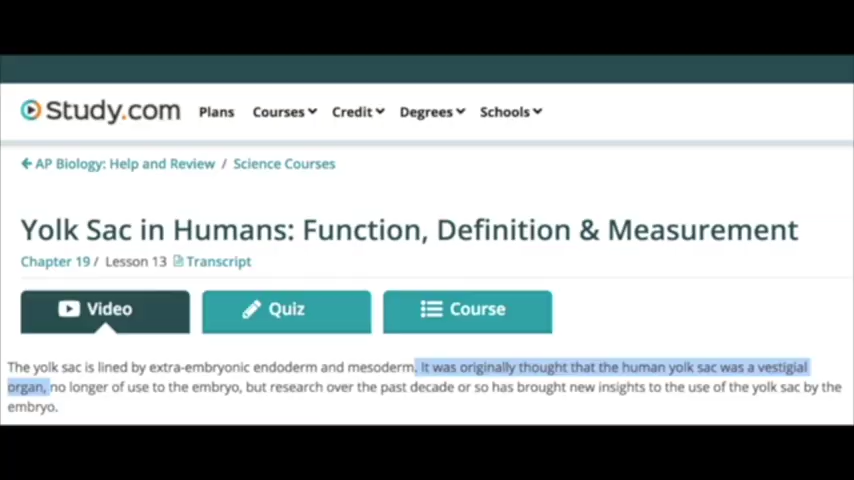 Study.com Plans Courses Credit Degrees Schools
AP Biology: Help and Review / Science Courses
Yolk Sac in Humans: Function, Definition & Measurement
Chapter 19 / Lesson 13 Transcript
Video Quiz Course
The yolk sac is lined by extra-embryonic endoderm and mesoderm. It was originally thought that the human yolk sac was a vestigial
organ, no longer of use to the embryo, but research over the past decade or so has brought new insights to the use of the yolk sac by the
embryo.